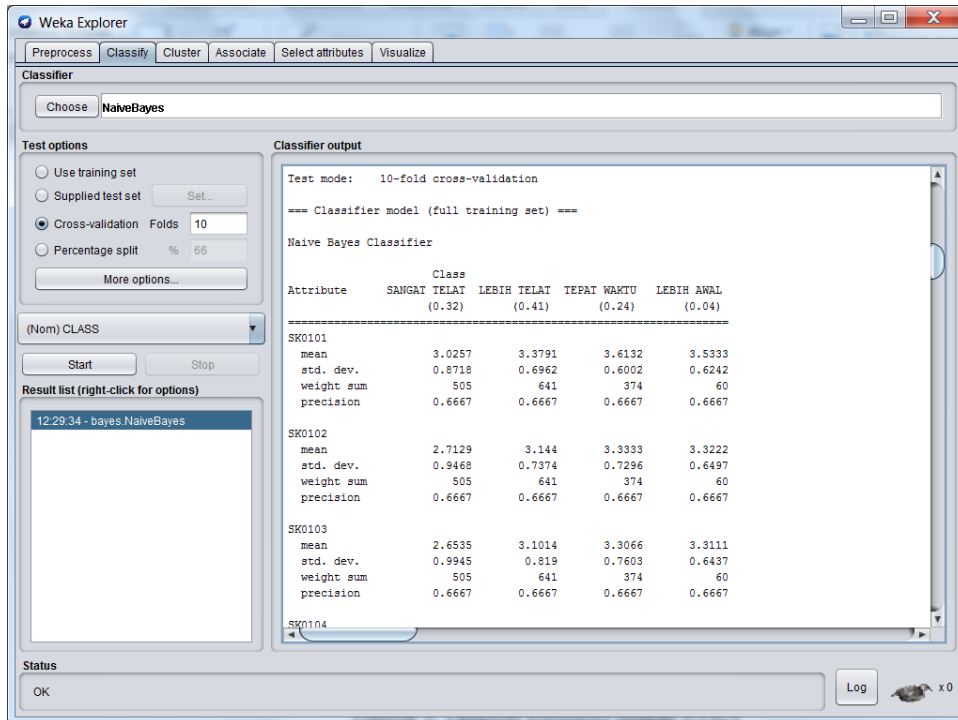 Weka Explorer
Preprocess Classify Cluster Associate Select attributes Visualize
Classifier
Choose NaiveBayes
Test options
Use training set
Supplied test set Set...
Cross-validation Folds 10
Percentage split % 66
More options...
(Nom) CLASS
Start Stop
Result list (right-click for options)
12:29:34 - bayes.NaiveBayes
Classifier output
Test mode: 10-fold cross-validation
=== Classifier model (full training set) ===
Naive Bayes Classifier
Class
Attribute SANGAT TELAT LEBIH TELAT TEPAT WAKTU LEBIH AWAL
(0.32) (0.41) (0.24) (0.04)
===================================================================
SK0101
mean 3.0257 3.3791 3.6132 3.5333
std. dev. 0.8718 0.6962 0.6002 0.6242
weight sum 505 641 374 60
precision 0.6667 0.6667 0.6667 0.6667
SK0102
mean 2.7129 3.144 3.3333 3.3222
std. dev. 0.9468 0.7374 0.7296 0.6497
weight sum 505 641 374 60
precision 0.6667 0.6667 0.6667 0.6667
SK0103
mean 2.6535 3.1014 3.3066 3.3111
std. dev. 0.9945 0.819 0.7603 0.6437
weight sum 505 641 374 60
precision 0.6667 0.6667 0.6667 0.6667
SK0104
Status
OK
Log x 0